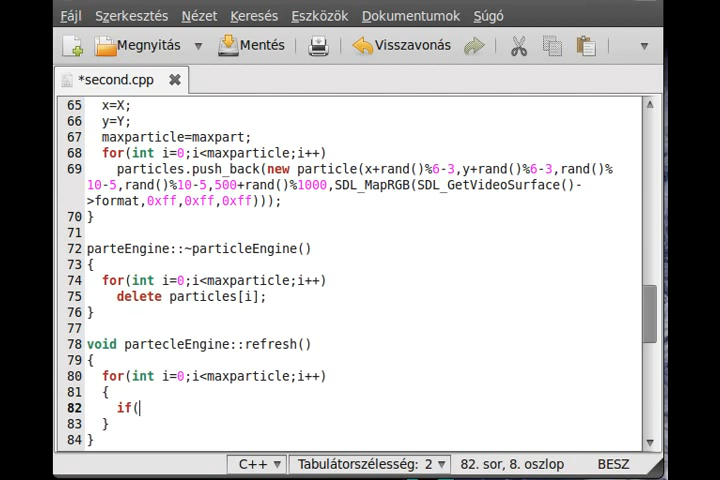 Fájl Szerkesztés Nézet Keresés Eszközök Dokumentumok Súgó
Megnyitás Mentés Visszavonás
*second.cpp
65 x=X;
66 y=Y;
67 maxparticle=maxpart;
68 for(int i=0;i<maxparticle;i++)
69 particles.push_back(new particle(x+rand()%6-3,y+rand()%6-3,rand()%
10-5,rand()%10-5,500+rand()%1000,SDL_MapRGB(SDL_GetVideoSurface()-
>format,0xff,0xff,0xff)));
70 }
71
72 parteEngine::~particleEngine()
73 {
74 for(int i=0;i<maxparticle;i++)
75 delete particles[i];
76 }
77
78 void partecleEngine::refresh()
79 {
80 for(int i=0;i<maxparticle;i++)
81 {
82 if(
83 }
84 }
C++ Tabulátorszélesség: 2 82. sor, 8. oszlop BESZ